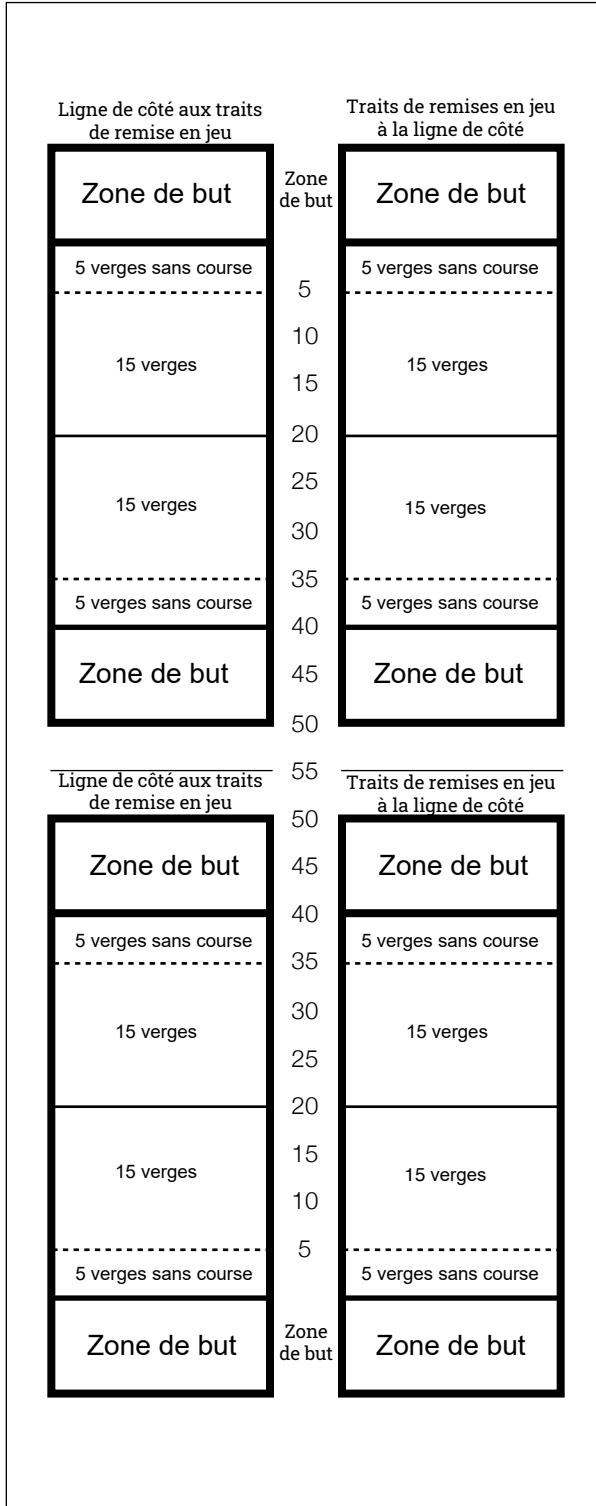 Ligne de côté aux traits
de remise en jeu
Traits de remises en jeu
à la ligne de côté
Zone de but
Zone
de but
Zone de but
5 verges sans course
5 verges sans course
5
10
15 verges
15 verges
15
20
25
15 verges
15 verges
30
35
5 verges sans course
5 verges sans course
40
Zone de but
45
Zone de but
50
55
Ligne de côté aux traits
de remise en jeu
Traits de remises en jeu
à la ligne de côté
50
Zone de but
45
Zone de but
40
5 verges sans course
5 verges sans course
35
30
15 verges
15 verges
25
20
15
15 verges
15 verges
10
5
5 verges sans course
5 verges sans course
Zone de but
Zone
de but
Zone de but